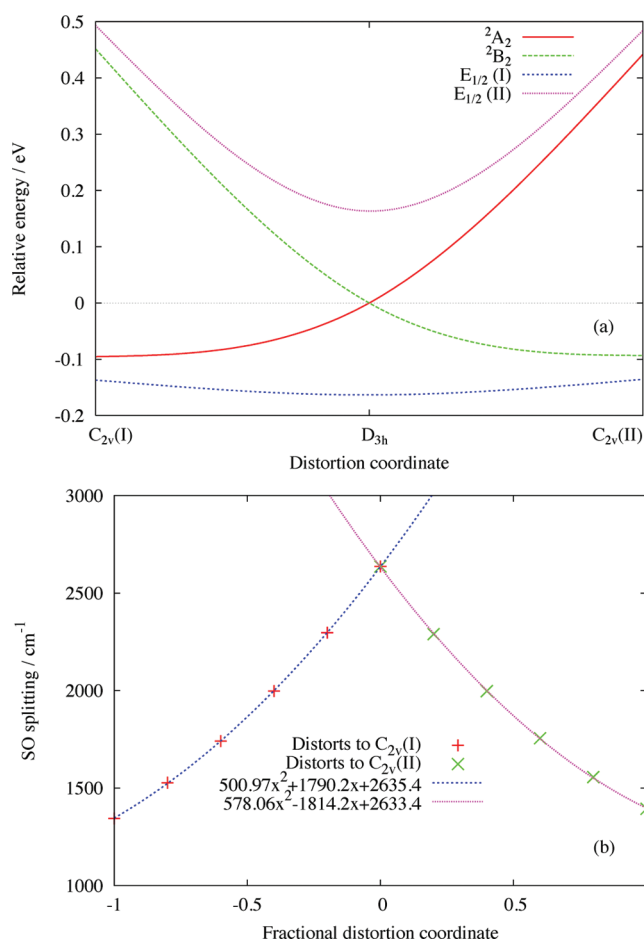 0.5
0.4
0.3
0.2
0.1
0
-0.1
-0.2
Relative energy / eV
²A₂
²B₂
E₁/₂ (I)
E₁/₂ (II)
(a)
C₂ᵥ(I)
D₃ₕ
C₂ᵥ(II)
Distortion coordinate
3000
2500
2000
1500
1000
SO splitting / cm⁻¹
Distorts to C₂ᵥ(I)
Distorts to C₂ᵥ(II)
500.97x²+1790.2x+2635.4
578.06x²-1814.2x+2633.4
(b)
-1
-0.5
0
0.5
Fractional distortion coordinate